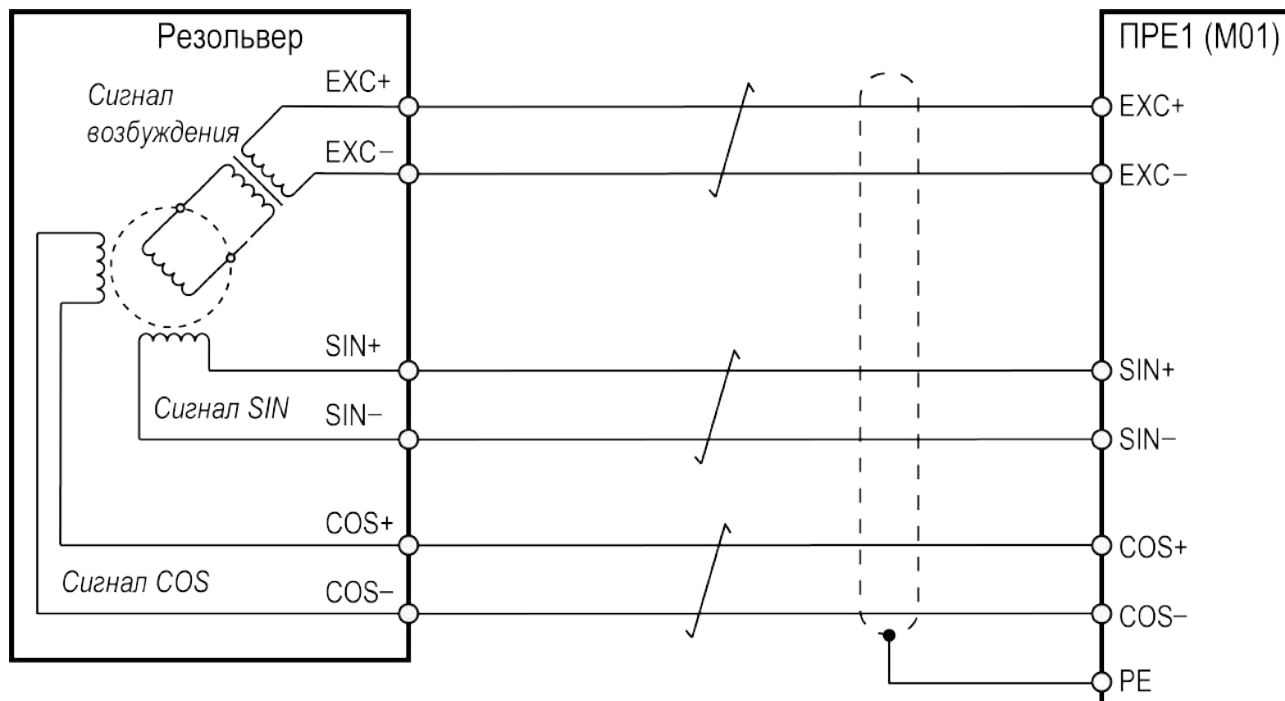 Резольвер
ПРЕ1 (М01)
Сигнал
возбуждения
EXC+
EXC+
EXC−
EXC−
SIN+
SIN+
Сигнал SIN
SIN−
SIN−
COS+
COS+
Сигнал COS
COS−
COS−
PE